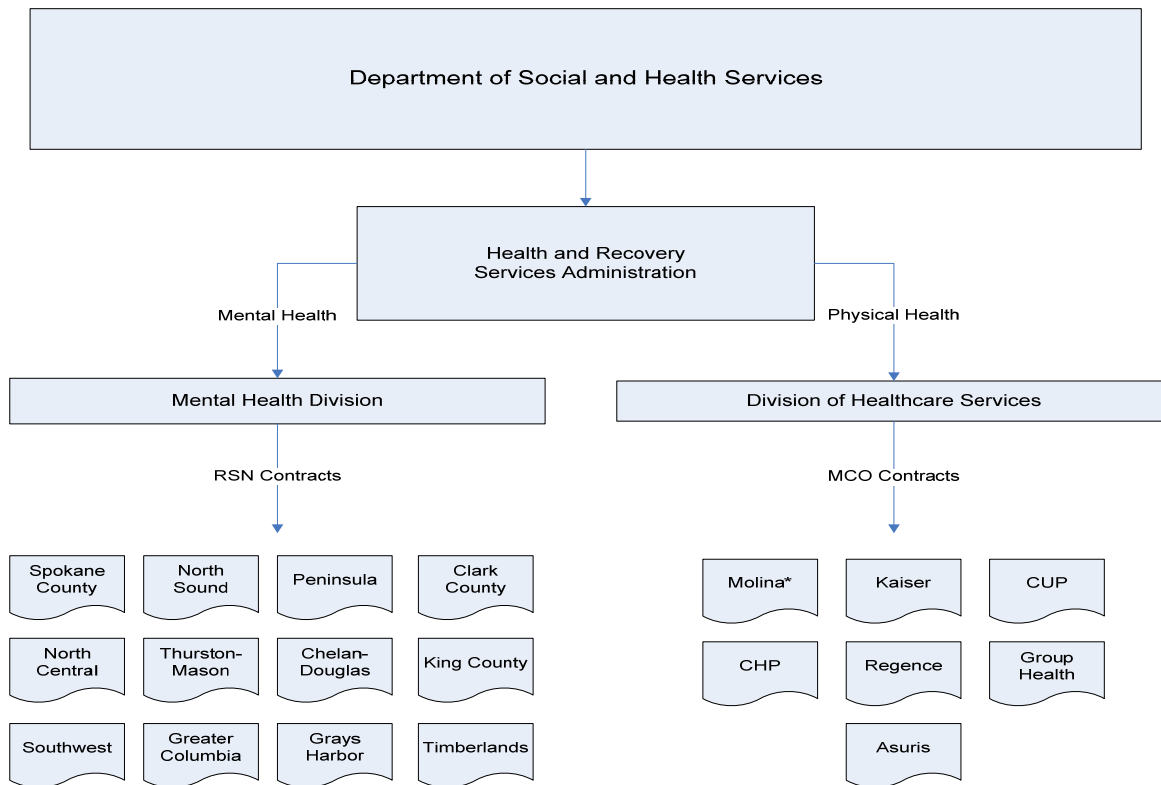 Department of Social and Health Services
Health and Recovery
Services Administration
Mental Health
Physical Health
Mental Health Division
Division of Healthcare Services
RSN Contracts
MCO Contracts
Spokane
County
North
Sound
Peninsula
Clark
County
North
Central
Thurston-
Mason
Chelan-
Douglas
King County
Southwest
Greater
Columbia
Grays
Harbor
Timberlands
Molina*
Kaiser
CUP
CHP
Regence
Group
Health
Asuris